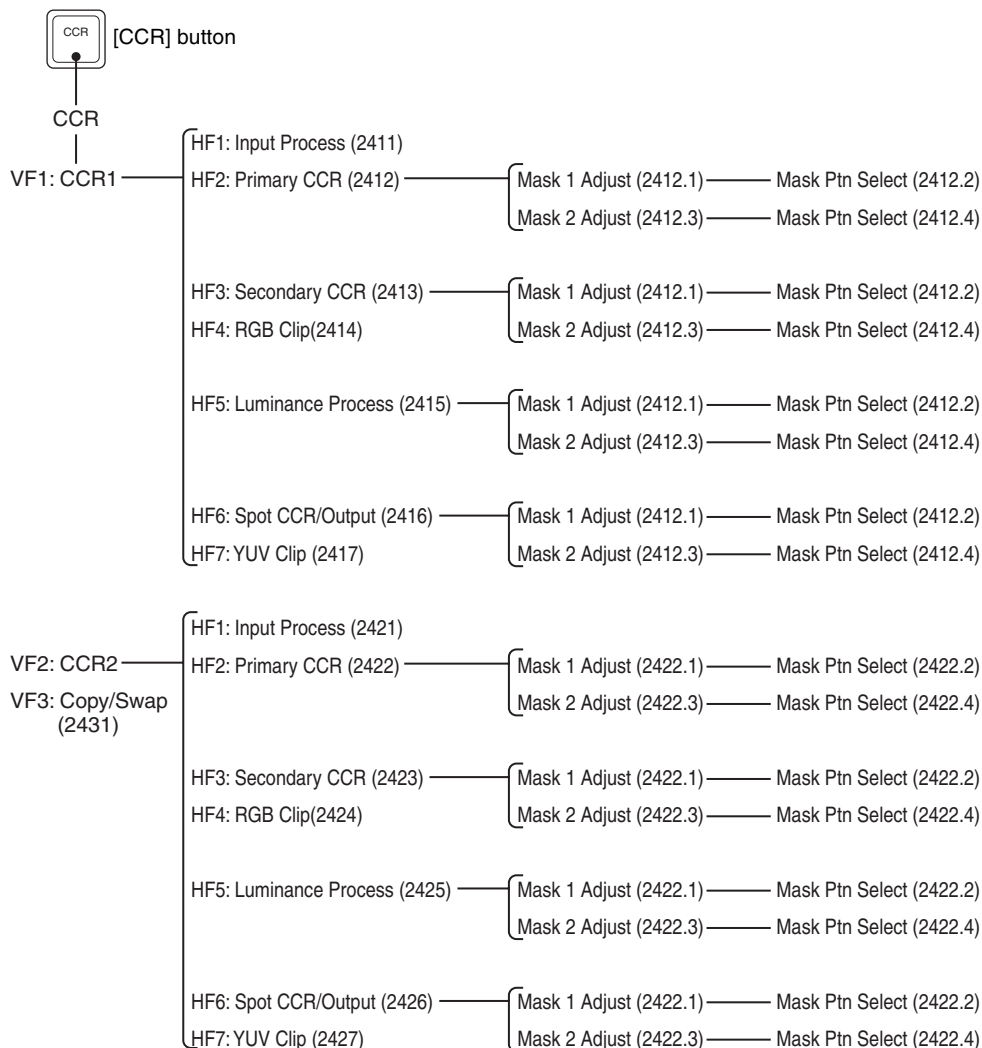 CCR
[CCR] button
CCR
HF1: Input Process (2411)
VF1: CCR1
HF2: Primary CCR (2412)
Mask 1 Adjust (2412.1)
Mask Ptn Select (2412.2)
Mask 2 Adjust (2412.3)
Mask Ptn Select (2412.4)
HF3: Secondary CCR (2413)
Mask 1 Adjust (2412.1)
Mask Ptn Select (2412.2)
HF4: RGB Clip(2414)
Mask 2 Adjust (2412.3)
Mask Ptn Select (2412.4)
HF5: Luminance Process (2415)
Mask 1 Adjust (2412.1)
Mask Ptn Select (2412.2)
Mask 2 Adjust (2412.3)
Mask Ptn Select (2412.4)
HF6: Spot CCR/Output (2416)
Mask 1 Adjust (2412.1)
Mask Ptn Select (2412.2)
HF7: YUV Clip (2417)
Mask 2 Adjust (2412.3)
Mask Ptn Select (2412.4)
HF1: Input Process (2421)
VF2: CCR2
HF2: Primary CCR (2422)
Mask 1 Adjust (2422.1)
Mask Ptn Select (2422.2)
VF3: Copy/Swap
(2431)
Mask 2 Adjust (2422.3)
Mask Ptn Select (2422.4)
HF3: Secondary CCR (2423)
Mask 1 Adjust (2422.1)
Mask Ptn Select (2422.2)
HF4: RGB Clip(2424)
Mask 2 Adjust (2422.3)
Mask Ptn Select (2422.4)
HF5: Luminance Process (2425)
Mask 1 Adjust (2422.1)
Mask Ptn Select (2422.2)
Mask 2 Adjust (2422.3)
Mask Ptn Select (2422.4)
HF6: Spot CCR/Output (2426)
Mask 1 Adjust (2422.1)
Mask Ptn Select (2422.2)
HF7: YUV Clip (2427)
Mask 2 Adjust (2422.3)
Mask Ptn Select (2422.4)